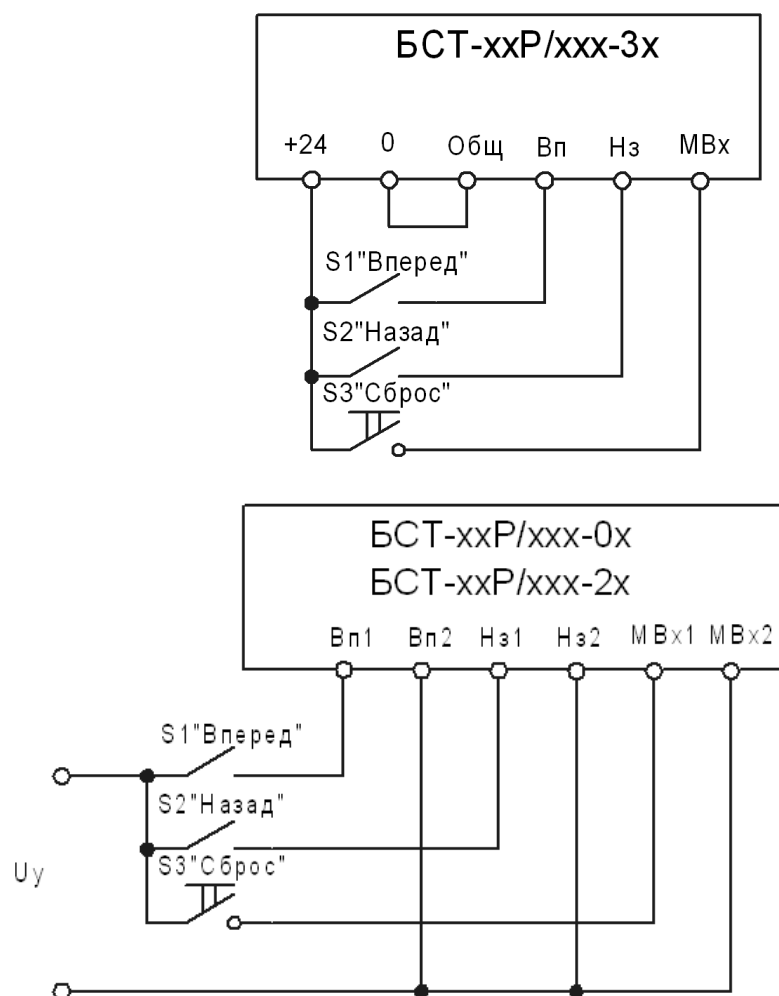 БСТ-ххР/ххх-3х
+24 0 Общ Вп Нз МВх
S1"Вперед"
S2"Назад"
S3"Сброс"
БСТ-ххР/ххх-0х
БСТ-ххР/ххх-2х
Вп1 Вп2 Нз1 Нз2 МВх1 МВх2
S1"Вперед"
S2"Назад"
S3"Сброс"
Uу